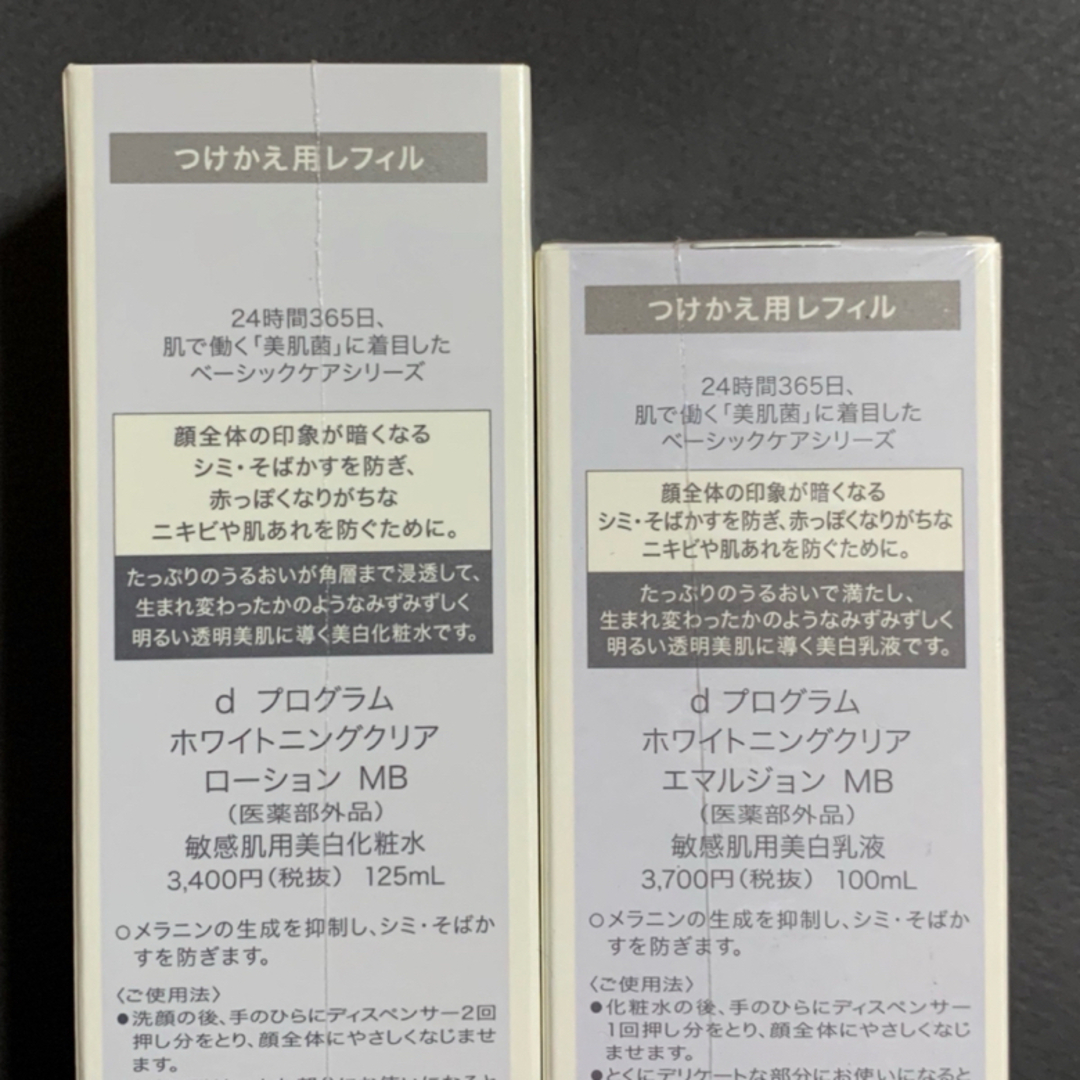 つけかえ用レフィル
24時間365日、
肌で働く「美肌菌」に着目した
ベーシックケアシリーズ
顔全体の印象が暗くなる
シミ・そばかすを防ぎ、
赤っぽくなりがちな
ニキビや肌あれを防ぐために。
たっぷりのうるおいが角層まで浸透して、
生まれ変わったかのようなみずみずしく
明るい透明美肌に導く美白化粧水です。
d プログラム
ホワイトニングクリア
ローション MB
(医薬部外品)
敏感肌用美白化粧水
3,400円(税抜) 125mL
○メラニンの生成を抑制し、シミ・そばか
すを防ぎます。
〈ご使用法〉
●洗顔の後、手のひらにディスペンサー2回
押し分をとり、顔全体にやさしくなじませ
ます。
つけかえ用レフィル
24時間365日、
肌で働く「美肌菌」に着目した
ベーシックケアシリーズ
顔全体の印象が暗くなる
シミ・そばかすを防ぎ、赤っぽくなりがちな
ニキビや肌あれを防ぐために。
たっぷりのうるおいで満たし、
生まれ変わったかのようなみずみずしく
明るい透明美肌に導く美白乳液です。
d プログラム
ホワイトニングクリア
エマルジョン MB
(医薬部外品)
敏感肌用美白乳液
3,700円(税抜) 100mL
○メラニンの生成を抑制し、シミ・そばか
すを防ぎます。
〈ご使用法〉
●化粧水の後、手のひらにディスペンサー
1回押し分をとり、顔全体にやさしくなじ
ませます。
●とくにデリケートな部分にお使いになると